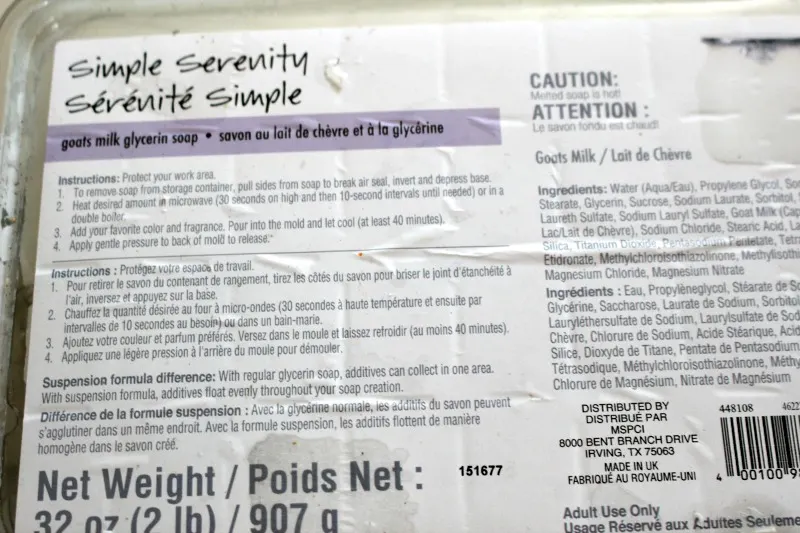 Simple Serenity
Sérénité Simple
goats milk glycerin soap • savon au lait de chèvre et à la glycérine
Instructions: Protect your work area.
1. To remove soap from storage container, pull sides from soap to break air seal, invert and depress base.
2. Heat desired amount in microwave (30 seconds on high and then 10-second intervals until needed) or in a
double boiler.
3. Add your favorite color and fragrance. Pour into the mold and let cool (at least 40 minutes).
4. Apply gentle pressure to back of mold to release.
Instructions : Protégez votre espace de travail.
1. Pour retirer le savon du contenant de rangement, tirez les côtés du savon pour briser le joint d'étanchéité à
l'air, inversez et appuyez sur la base.
2. Chauffez la quantité désirée au four à micro-ondes (30 secondes à haute température et ensuite par
intervalles de 10 secondes au besoin) ou dans un bain-marie.
3. Ajoutez votre couleur et parfum préférés. Versez dans le moule et laissez refroidir (au moins 40 minutes).
4. Appliquez une légère pression à l'arrière du moule pour démouler.
Suspension formula difference: With regular glycerin soap, additives can collect in one area.
With suspension formula, additives float evenly throughout your soap creation.
Différence de la formule suspension : Avec la glycérine normale, les additifs du savon peuvent
s'agglutiner dans un même endroit. Avec la formule suspension, les additifs flottent de manière
homogène dans le savon créé.
Net Weight / Poids Net :
32 oz (2 lb) / 907 g
151677
CAUTION:
Melted soap is hot!
ATTENTION :
Le savon fondu est chaud!
Goats Milk / Lait de Chèvre
Ingredients: Water (Aqua/Eau), Propylene Glycol,
Stearate, Glycerin, Sucrose, Sodium Laurate, Sorbitol,
Laureth Sulfate, Sodium Lauryl Sulfate, Goat Milk
Lac/Lait de Chèvre), Sodium Chloride, Stearic Acid,
Silica, Titanium Dioxide, Pentasodium Pentetate,
Etidronate, Methylchloroisothiazolinone,
Magnesium Chloride, Magnesium Nitrate
Ingrédients : Eau, Propylèneglycol, Stéarate de
Glycérine, Saccharose, Laurate de Sodium,
Lauryléthersulfate de Sodium, Laurylsulfate de
Chèvre, Chlorure de Sodium, Acide Stéarique,
Silice, Dioxyde de Titane, Pentate de Pentasodium
Tétrasodique, Méthylchloroisothiazolinone,
Chlorure de Magnésium, Nitrate de Magnésium
DISTRIBUTED BY
DISTRIBUÉ PAR
MSPCI
8000 BENT BRANCH DRIVE
IRVING, TX 75063
MADE IN UK
FABRIQUÉ AU ROYAUME-UNI
448108
4 00100
Adult Use Only
Usage Réservé aux Adultes